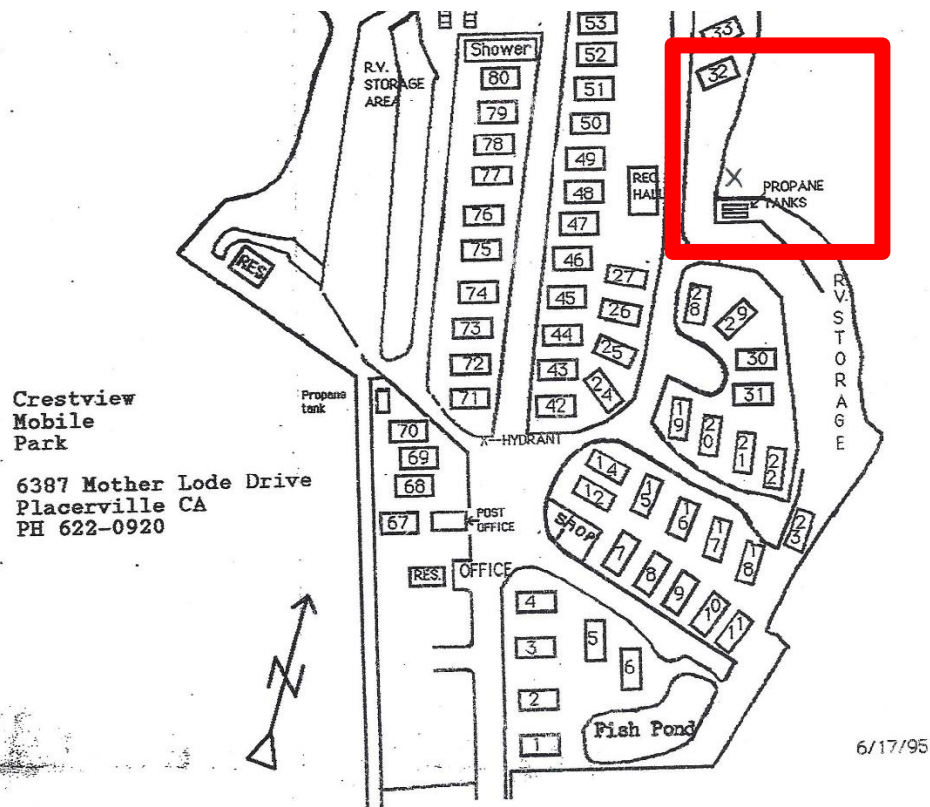 53
Shower
33
52
R.V.
STORAGE
AREA
80
32
51
79
50
78
49
77
REC.
HALL
48
PROPANE
TANKS
76
47
75
46
RES
27
74
45
28
R.V. STORAGE
26
29
73
44
25
30
72
43
24
31
Crestview
Mobile
Park
Propane
tank
71
42
19
20
70
X--HYDRANT
21
22
69
14
6387 Mother Lode Drive
Placerville CA
PH 622-0920
68
12
15
16
67
POST
OFFICE
SHOP
17
23
18
7
8
RES.
OFFICE
9
10
11
4
5
3
6
N
2
Fish Pond
1
6/17/95